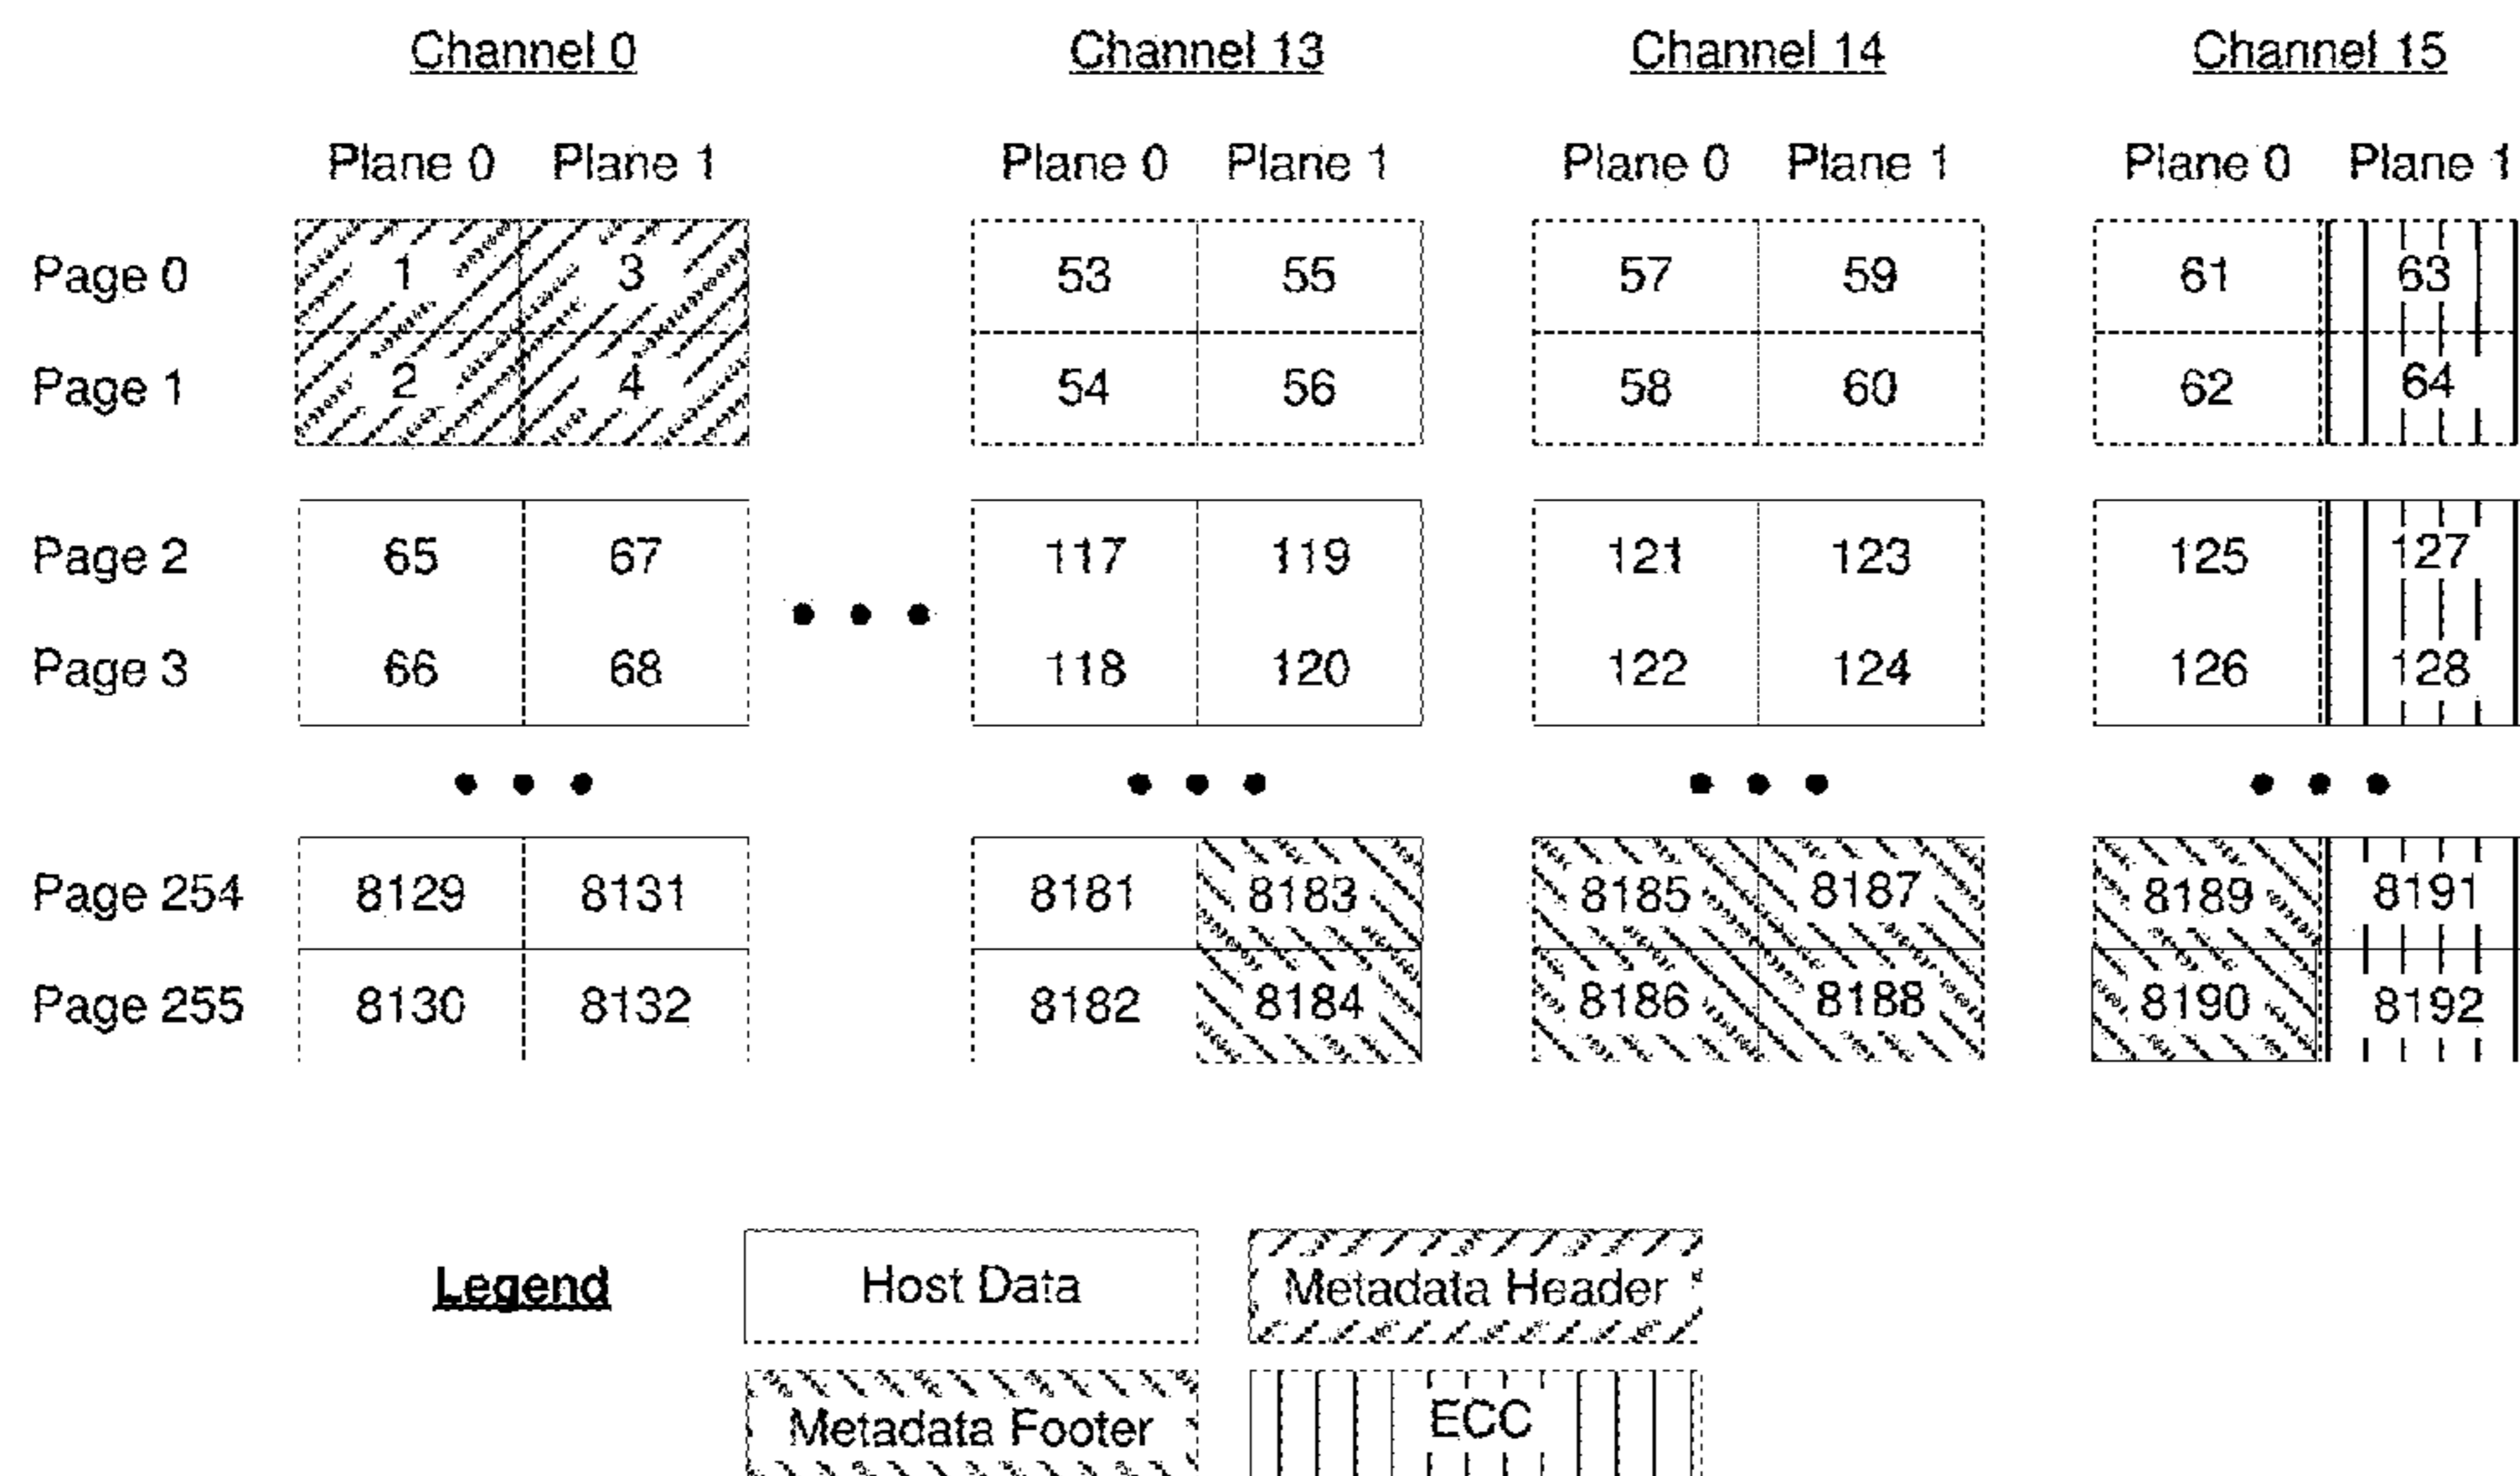 Channel 0 Channel 13 Channel 14 Channel 15
Plane 0 Plane 1 Plane 0 Plane 1 Plane 0 Plane 1 Plane 0 Plane 1
Page 0 1 3 53 55 57 59 61 63
Page 1 2 4 54 56 58 60 62 64
Page 2 65 67 117 119 121 123 125 127
Page 3 66 68 118 120 122 124 126 128
Page 254 8129 8131 8181 8183 8185 8187 8189 8191
Page 255 8130 8132 8182 8184 8186 8188 8190 8192
Legend Host Data Metadata Header
Metadata Footer ECC